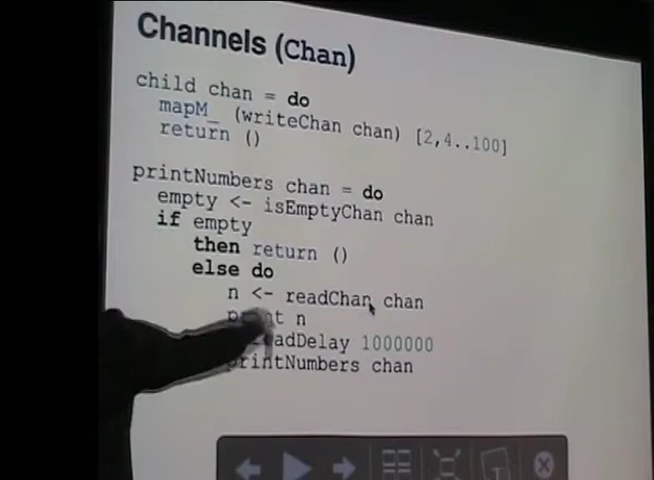 Channels (Chan)
child chan = do
mapM_ (writeChan chan) [2,4..100]
return ()
printNumbers chan = do
empty <- isEmptyChan chan
if empty
then return ()
else do
n <- readChan chan
print n
1000000
printNumbers chan